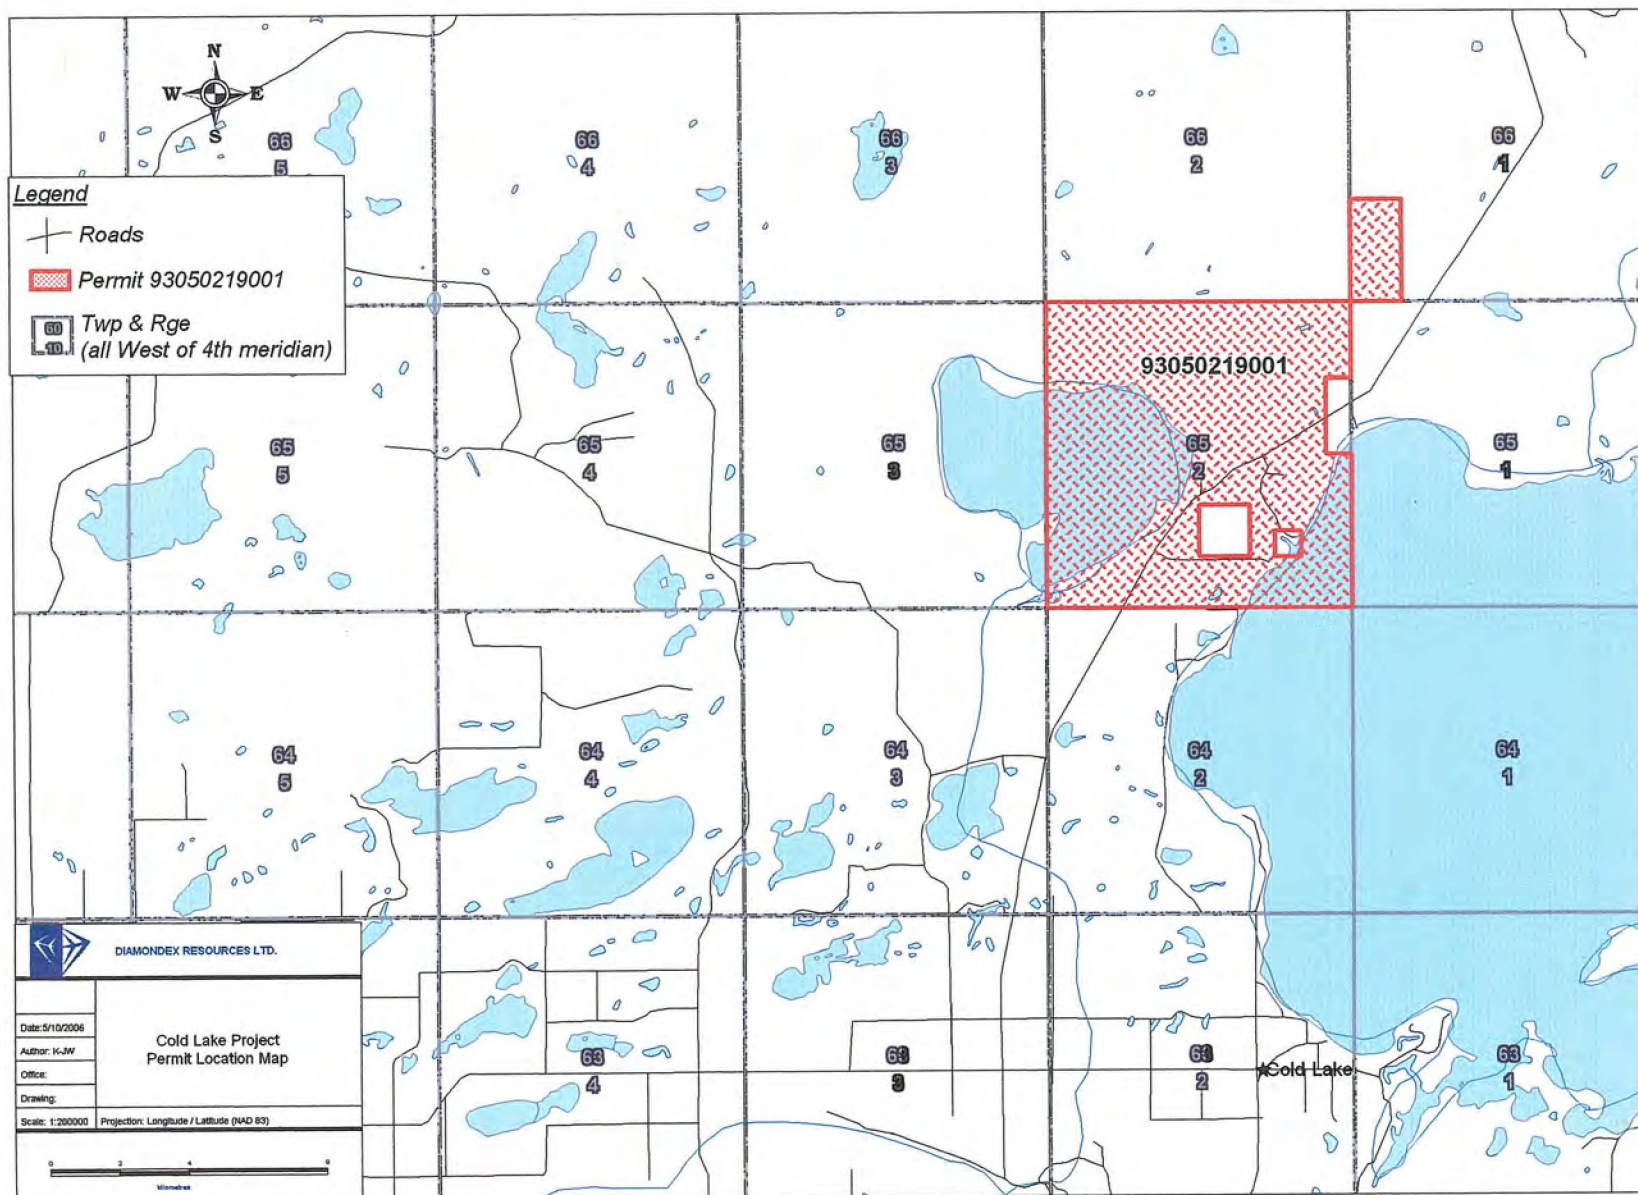 N
W E
S
66
5
66
4
66
3
66
2
66
1
Legend
Roads
Permit 93050219001
60
10
Twp & Rge
(all West of 4th meridian)
93050219001
65
5
65
4
65
3
65
2
65
1
64
5
64
4
64
3
64
2
64
1
63
4
63
3
63
2
63
1
Cold Lake
DIAMONDEX RESOURCES LTD.
Date:5/10/2006
Author: K-JW
Office:
Drawing:
Scale: 1:200000
Cold Lake Project
Permit Location Map
Projection: Longitude / Latitude (NAD 83)
0 2 4 8
kilometres